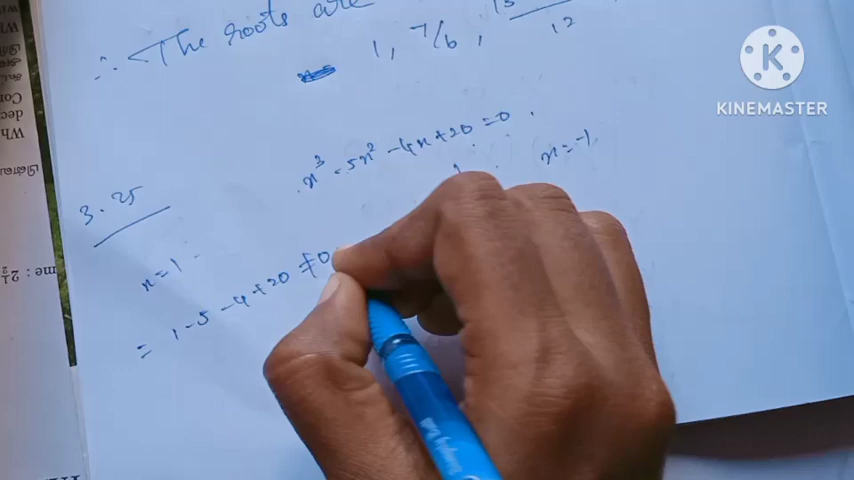 ∴ The roots are
1, 7/6,
12
x³ - 5x² - 4x + 20 = 0.
3.25
x = 1
x = -1
= 1 - 5 - 4 + 20 ≠ 0
KINEMASTER